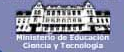 Ministerio de Educación
Ciencia y Tecnología